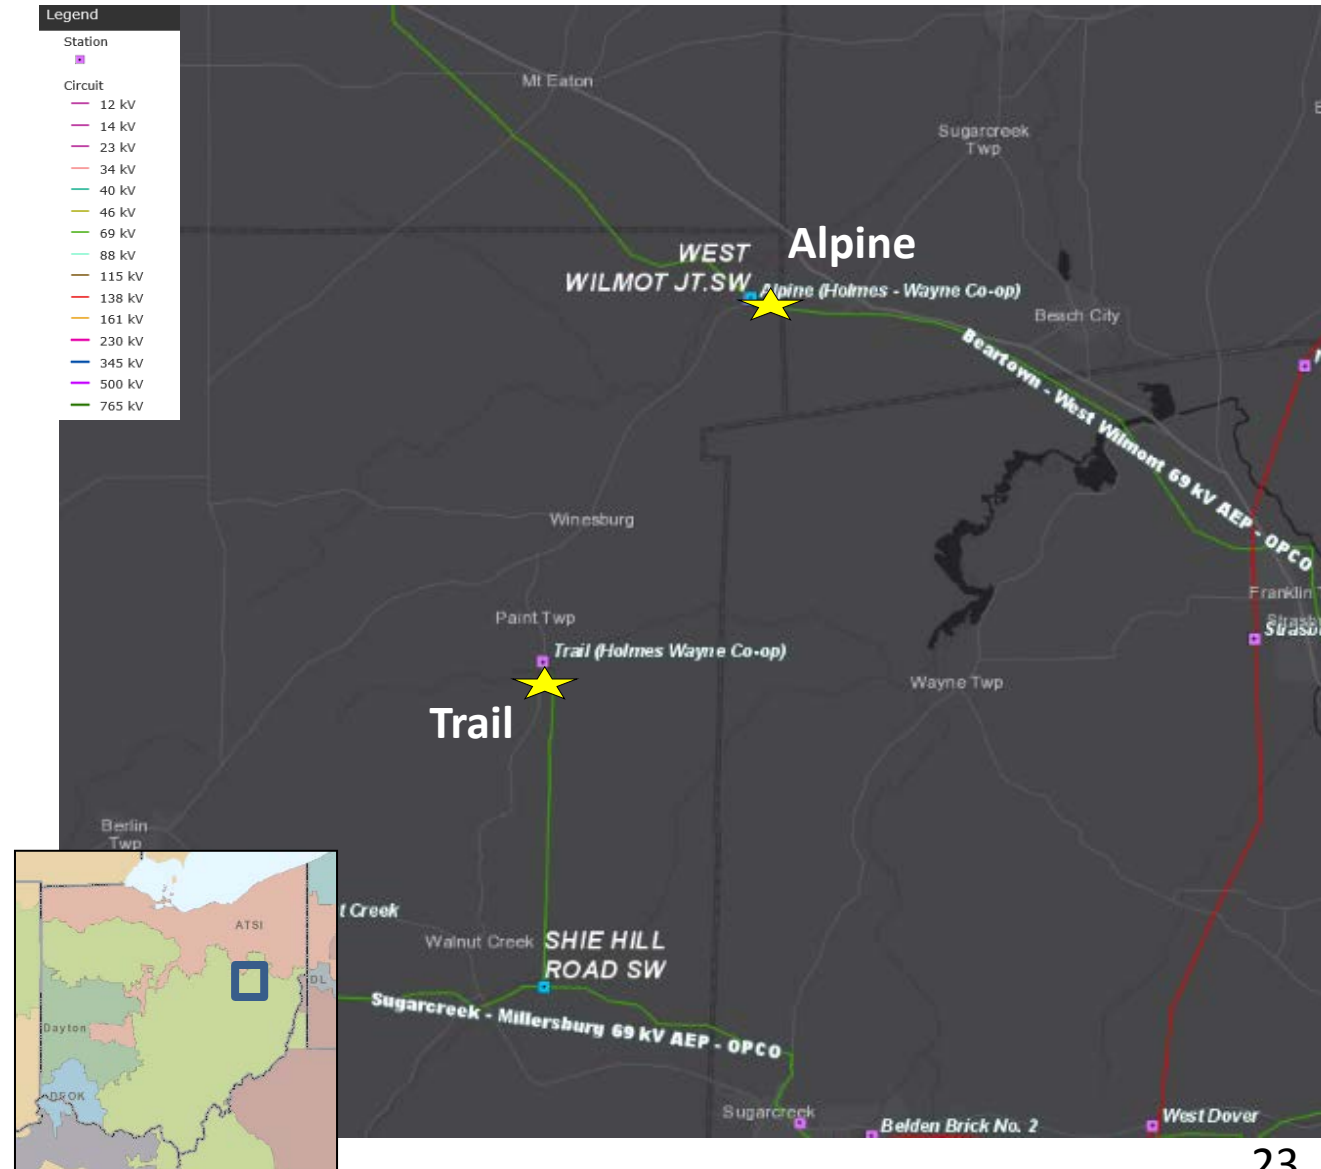 Legend
Station
Circuit
12 kV
14 kV
23 kV
34 kV
40 kV
46 kV
69 kV
88 kV
115 kV
138 kV
161 kV
230 kV
345 kV
500 kV
765 kV
Mt Eaton
Sugarcreek
Twp
WEST
WILMOT JT.SW
Alpine
Alpine (Holmes - Wayne Co-op)
Beach City
Beartown - West Wilmont 69 kV AEP - OPCO
Winesburg
Paint Twp
Trail (Holmes Wayne Co-op)
Trail
Franklin
Strasb
Wayne Twp
Berlin
Twp
t Creek
Walnut Creek
SHIE HILL
ROAD SW
Sugarcreek - Millersburg 69 kV AEP - OPCO
Sugarcreek
Belden Brick No. 2
West Dover
ATSI
DL
Dayton
DEOK
23